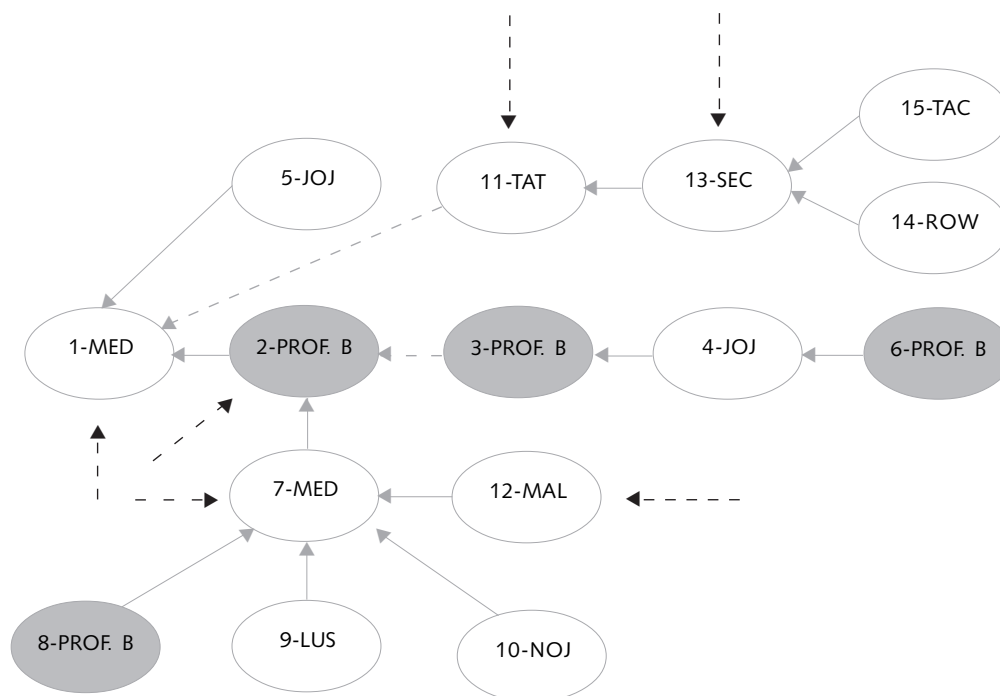 15-TAC
5-JOJ
11-TAT
13-SEC
14-ROW
1-MED
2-PROF. B
3-PROF. B
4-JOJ
6-PROF. B
7-MED
12-MAL
8-PROF. B
9-LUS
10-NOJ